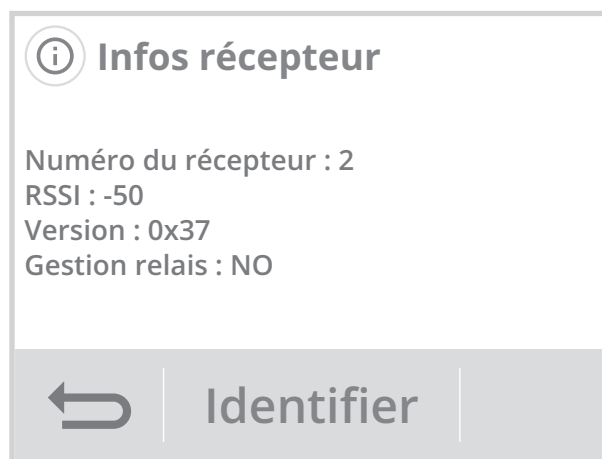 Infos récepteur
Numéro du récepteur : 2
RSSI : -50
Version : 0x37
Gestion relais : NO
Identifier